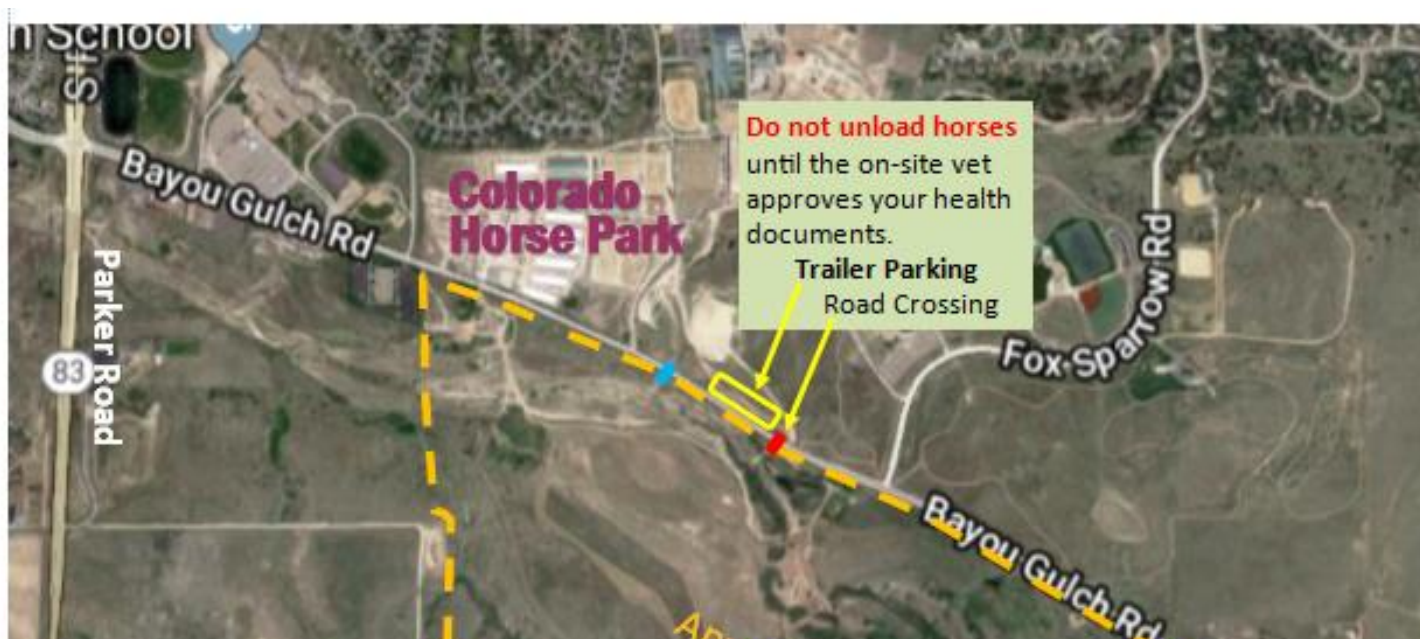 n School
Bayou Gulch Rd
Colorado
Horse Park
Do not unload horses
until the on-site vet
approves your health
documents.
Trailer Parking
Road Crossing
Fox Sparrow Rd
83
Parker Road
Bayou Gulch Rd